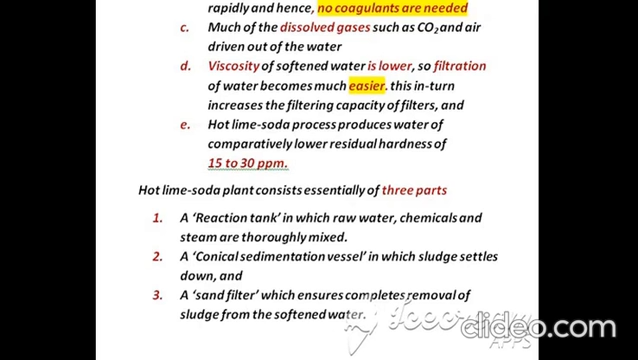 rapidly and hence, no coagulants are needed
c. Much of the dissolved gases such as CO₂ and air
driven out of the water
d. Viscosity of softened water is lower, so filtration
of water becomes much easier. this in-turn
increases the filtering capacity of filters, and
e. Hot lime-soda process produces water of
comparatively lower residual hardness of
15 to 30 ppm.
Hot lime-soda plant consists essentially of three parts
1. A ‘Reaction tank’ in which raw water, chemicals and
steam are thoroughly mixed.
2. A ‘Conical sedimentation vessel’ in which sludge settles
down, and
3. A ‘sand filter’ which ensures completes removal of
sludge from the softened water.
clideo.com
APPS